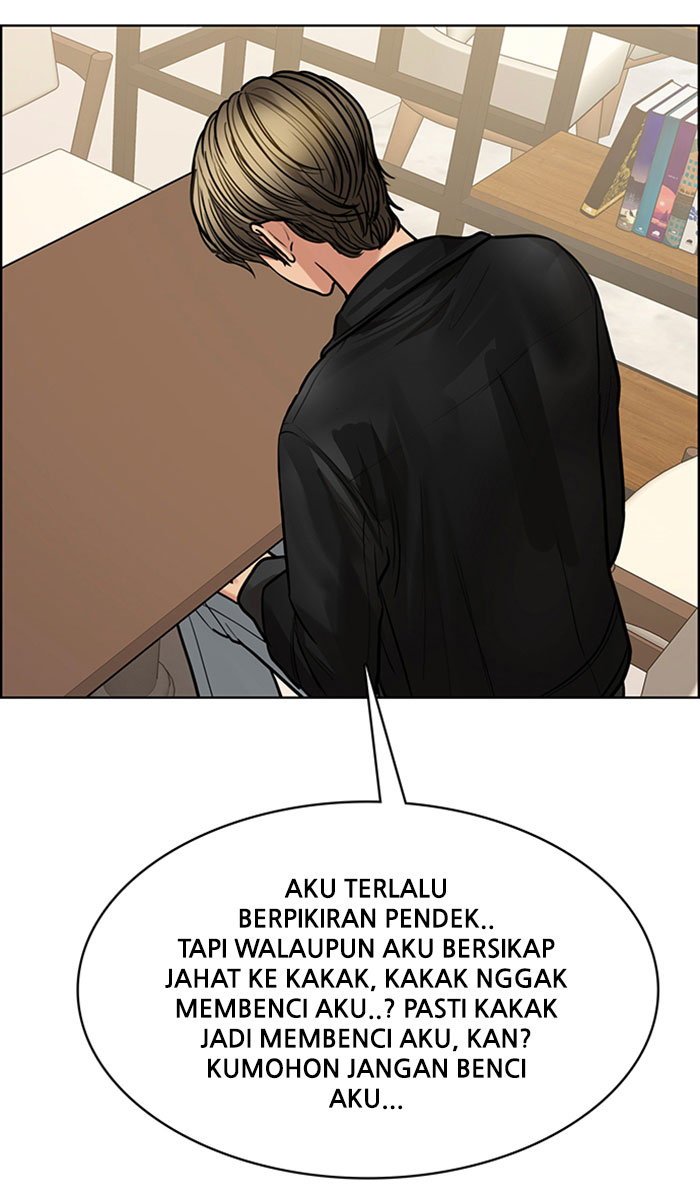 AKU TERLALU
BERPIKIRAN PENDEK..
TAPI WALAUPUN AKU BERSIKAP
JAHAT KE KAKAK, KAKAK NGGAK
MEMBENCI AKU..? PASTI KAKAK
JADI MEMBENCI AKU, KAN?
KUMOHON JANGAN BENCI
AKU...